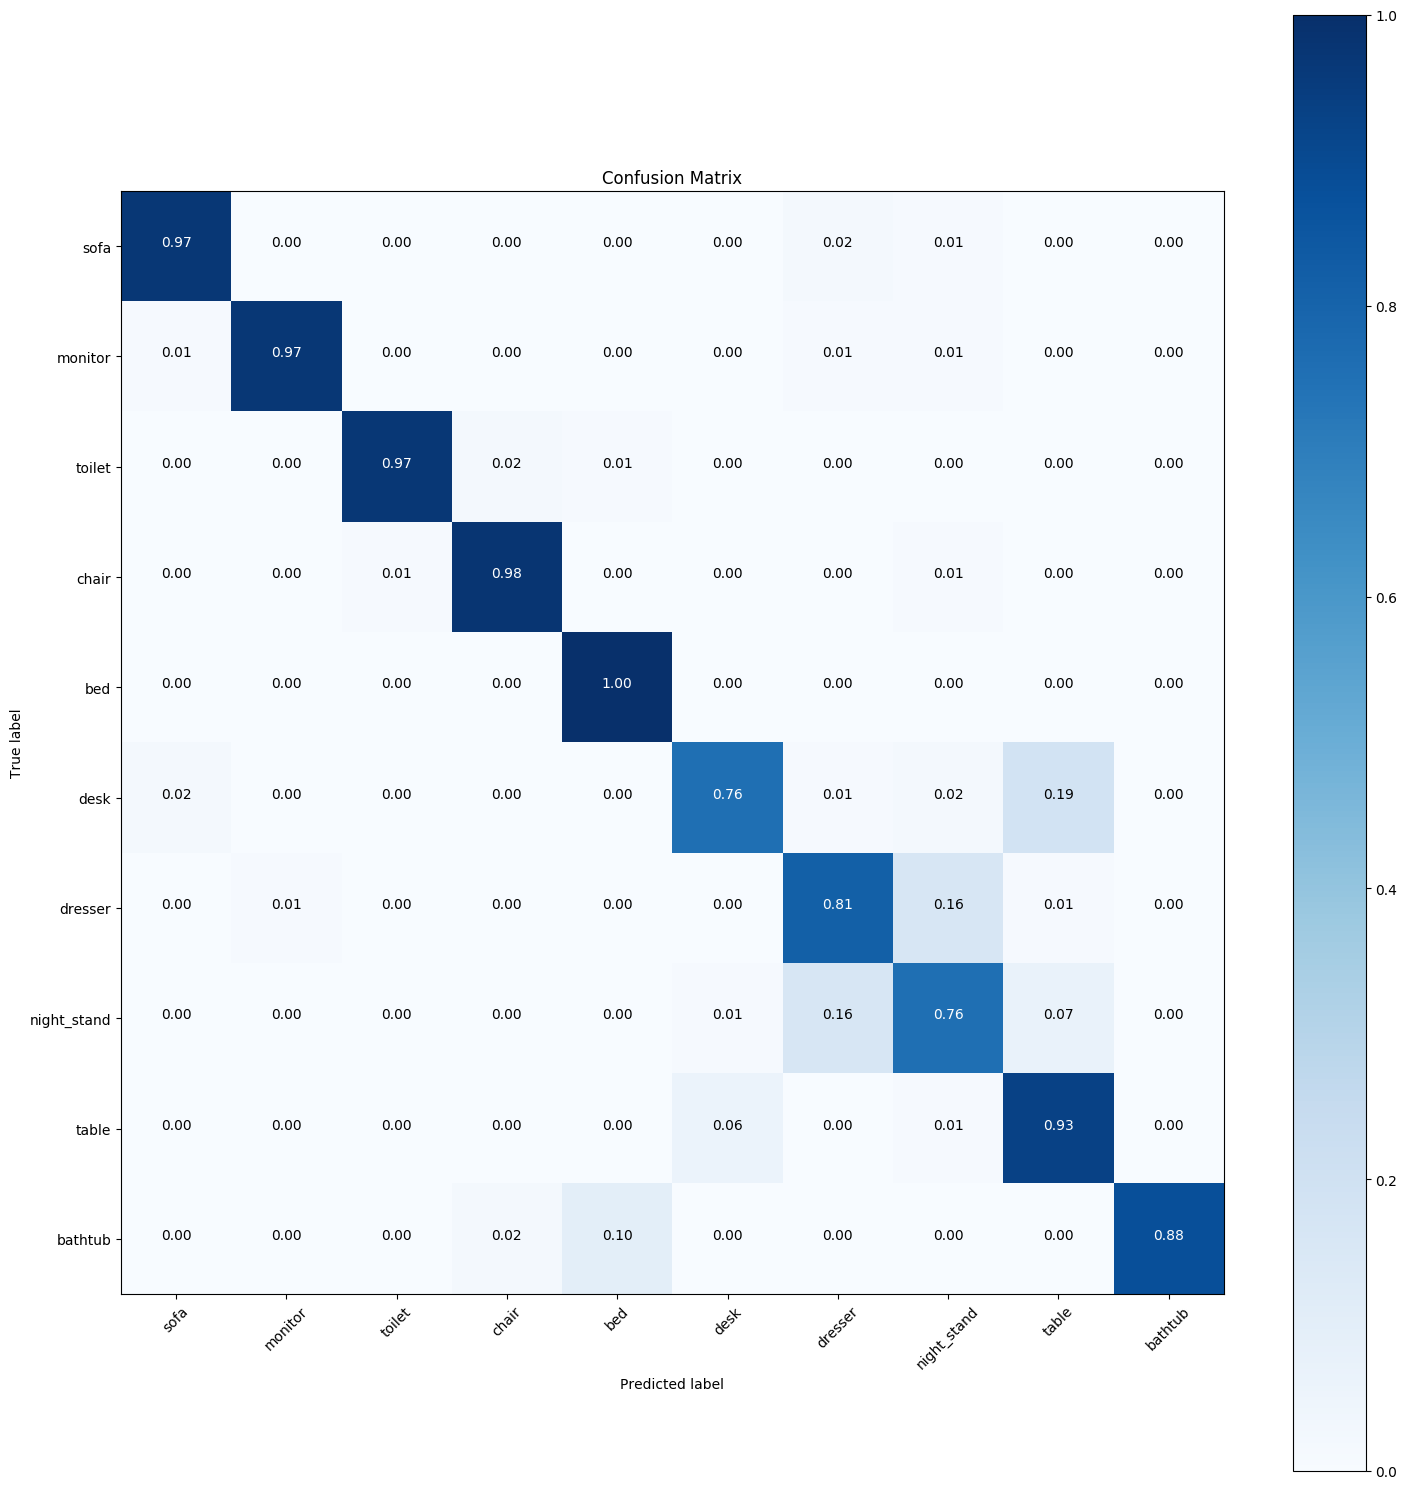 Confusion Matrix
1.0
sofa 0.97 0.00 0.00 0.00 0.00 0.00 0.02 0.01 0.00 0.00
0.8
monitor 0.01 0.97 0.00 0.00 0.00 0.00 0.01 0.01 0.00 0.00
toilet 0.00 0.00 0.97 0.02 0.01 0.00 0.00 0.00 0.00 0.00
chair 0.00 0.00 0.01 0.98 0.00 0.00 0.00 0.01 0.00 0.00
0.6
bed 0.00 0.00 0.00 0.00 1.00 0.00 0.00 0.00 0.00 0.00
True label
desk 0.02 0.00 0.00 0.00 0.00 0.76 0.01 0.02 0.19 0.00
0.4
dresser 0.00 0.01 0.00 0.00 0.00 0.00 0.81 0.16 0.01 0.00
night_stand 0.00 0.00 0.00 0.00 0.00 0.01 0.16 0.76 0.07 0.00
table 0.00 0.00 0.00 0.00 0.00 0.06 0.00 0.01 0.93 0.00
0.2
bathtub 0.00 0.00 0.00 0.02 0.10 0.00 0.00 0.00 0.00 0.88
sofa monitor toilet chair bed desk dresser night_stand table bathtub
Predicted label
0.0